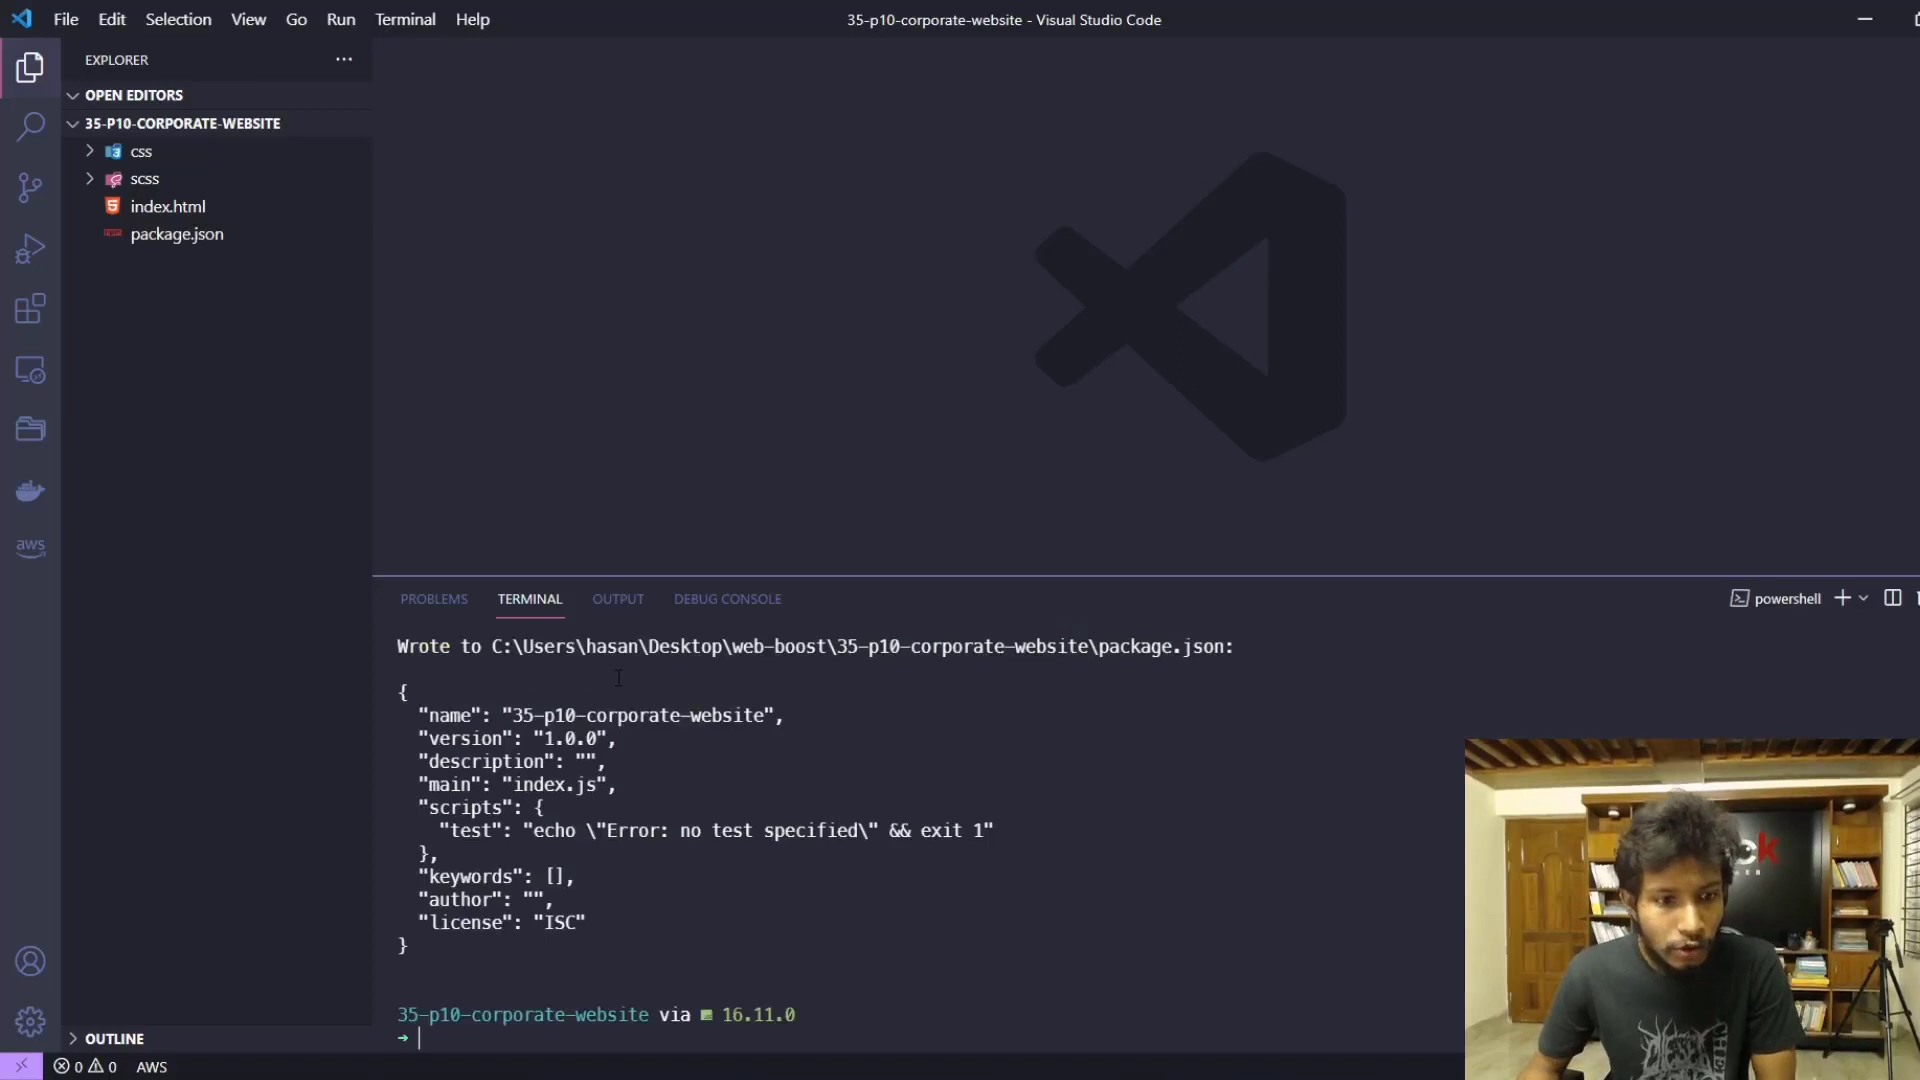 File Edit Selection View Go Run Terminal Help
35-p10-corporate-website - Visual Studio Code
EXPLORER
OPEN EDITORS
35-P10-CORPORATE-WEBSITE
css
scss
index.html
package.json
aws
PROBLEMS TERMINAL OUTPUT DEBUG CONSOLE
powershell
Wrote to C:\Users\hasan\Desktop\web-boost\35-p10-corporate-website\package.json:
{
"name": "35-p10-corporate-website",
"version": "1.0.0",
"description": "",
"main": "index.js",
"scripts": {
"test": "echo \"Error: no test specified\" && exit 1"
},
"keywords": [],
"author": "",
"license": "ISC"
}
35-p10-corporate-website via 16.11.0
➜
OUTLINE
0 0 AWS